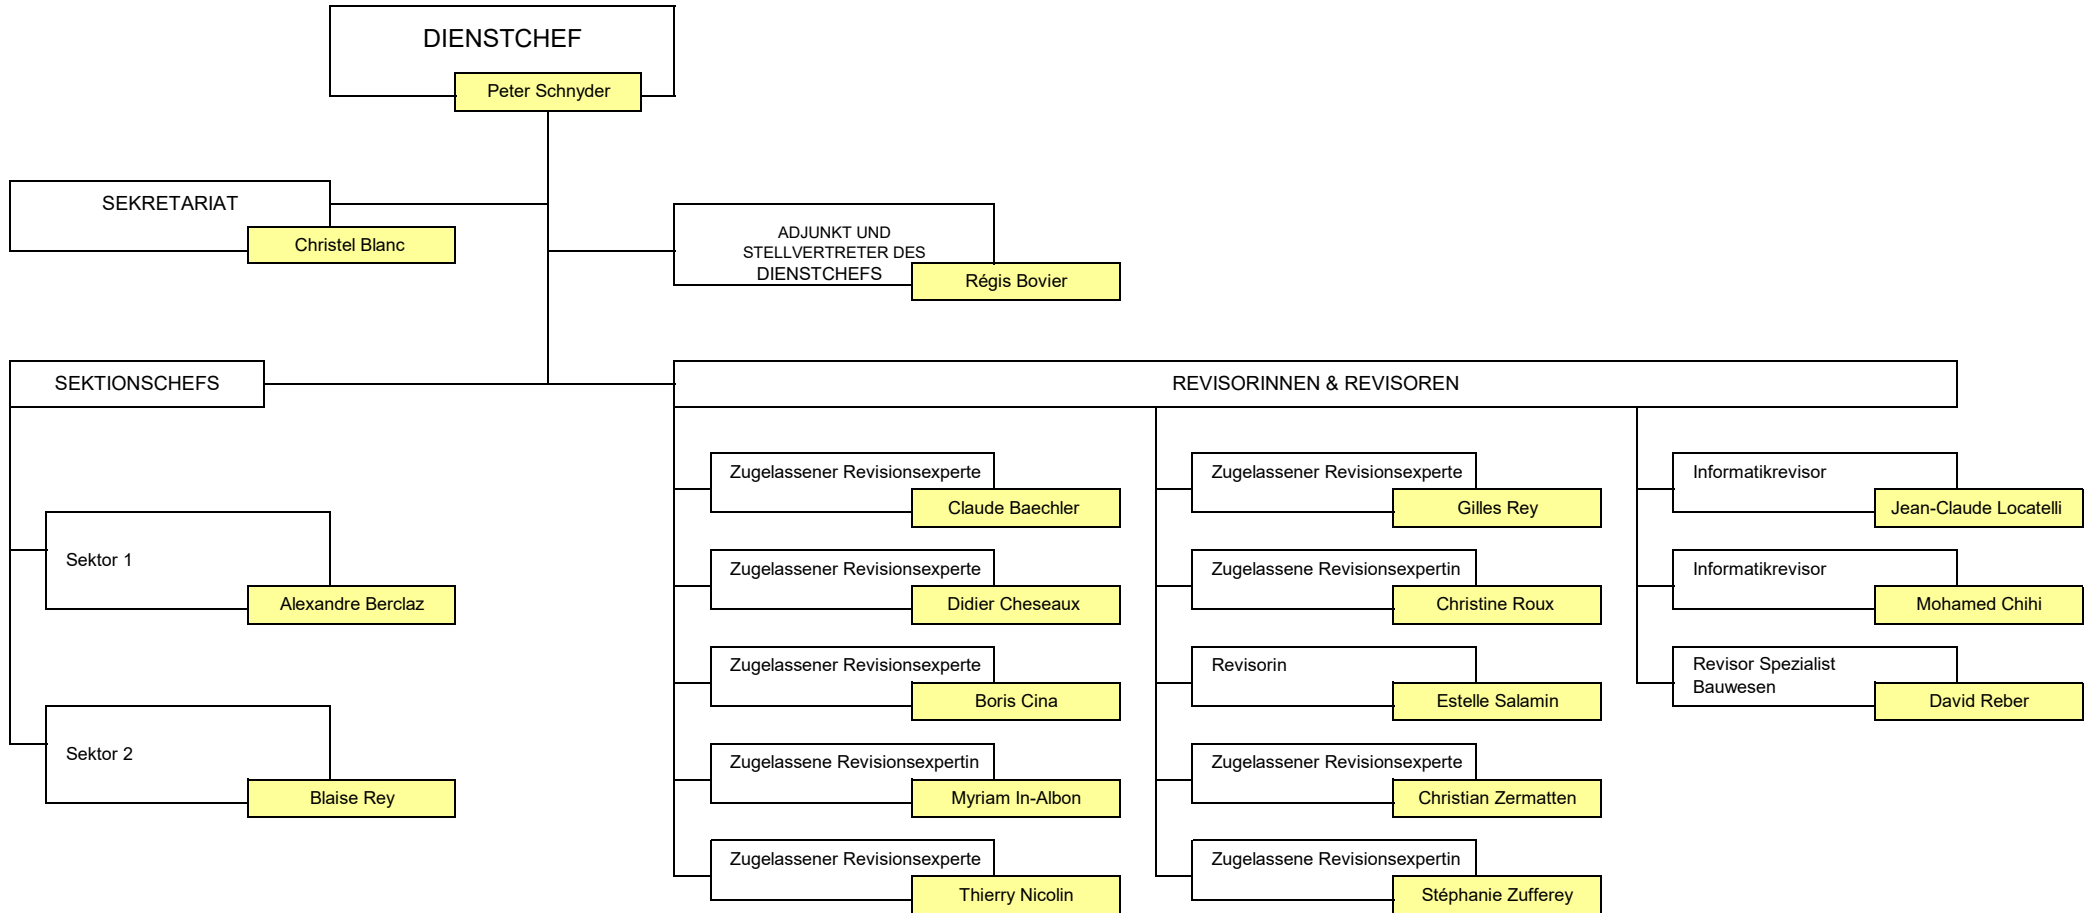 DIENSTCHEF
Peter Schnyder
SEKRETARIAT
Christel Blanc
ADJUNKT UND
STELLVERTRETER DES
DIENSTCHEFS
Régis Bovier
SEKTIONSCHEFS
Sektor 1
Alexandre Berclaz
Sektor 2
Blaise Rey
REVISORINNEN & REVISOREN
Zugelassener Revisionsexperte
Claude Baechler
Zugelassener Revisionsexperte
Didier Cheseaux
Zugelassener Revisionsexperte
Boris Cina
Zugelassene Revisionsexpertin
Myriam In-Albon
Zugelassener Revisionsexperte
Thierry Nicolin
Zugelassener Revisionsexperte
Gilles Rey
Zugelassene Revisionsexpertin
Christine Roux
Revisorin
Estelle Salamin
Zugelassener Revisionsexperte
Christian Zermatten
Zugelassene Revisionsexpertin
Stéphanie Zufferey
Informatikrevisor
Jean-Claude Locatelli
Informatikrevisor
Mohamed Chihi
Revisor Spezialist
Bauwesen
David Reber